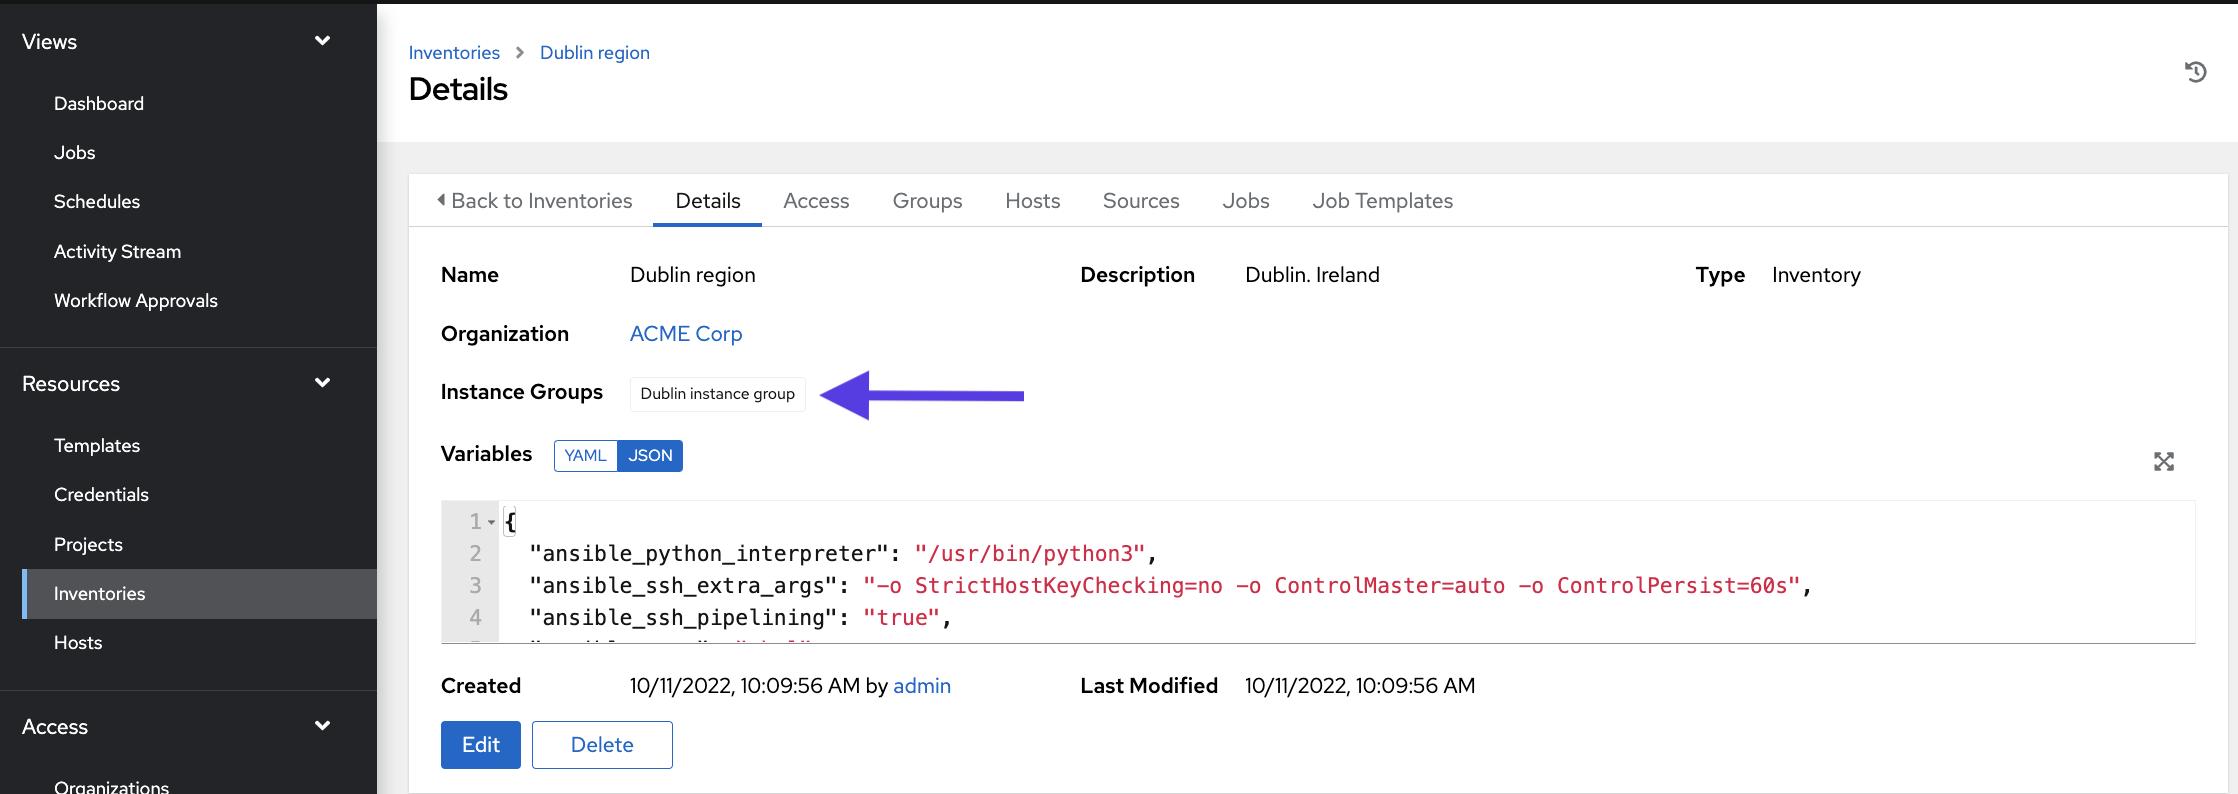 Views
Dashboard
Jobs
Schedules
Activity Stream
Workflow Approvals
Resources
Templates
Credentials
Projects
Inventories
Hosts
Access
Organizations
Inventories > Dublin region
Details
Back to Inventories Details Access Groups Hosts Sources Jobs Job Templates
Name Dublin region Description Dublin. Ireland Type Inventory
Organization ACME Corp
Instance Groups Dublin instance group
Variables YAML JSON
1 {
2 "ansible_python_interpreter": "/usr/bin/python3",
3 "ansible_ssh_extra_args": "-o StrictHostKeyChecking=no -o ControlMaster=auto -o ControlPersist=60s",
4 "ansible_ssh_pipelining": "true",
Created 10/11/2022, 10:09:56 AM by admin Last Modified 10/11/2022, 10:09:56 AM
Edit Delete